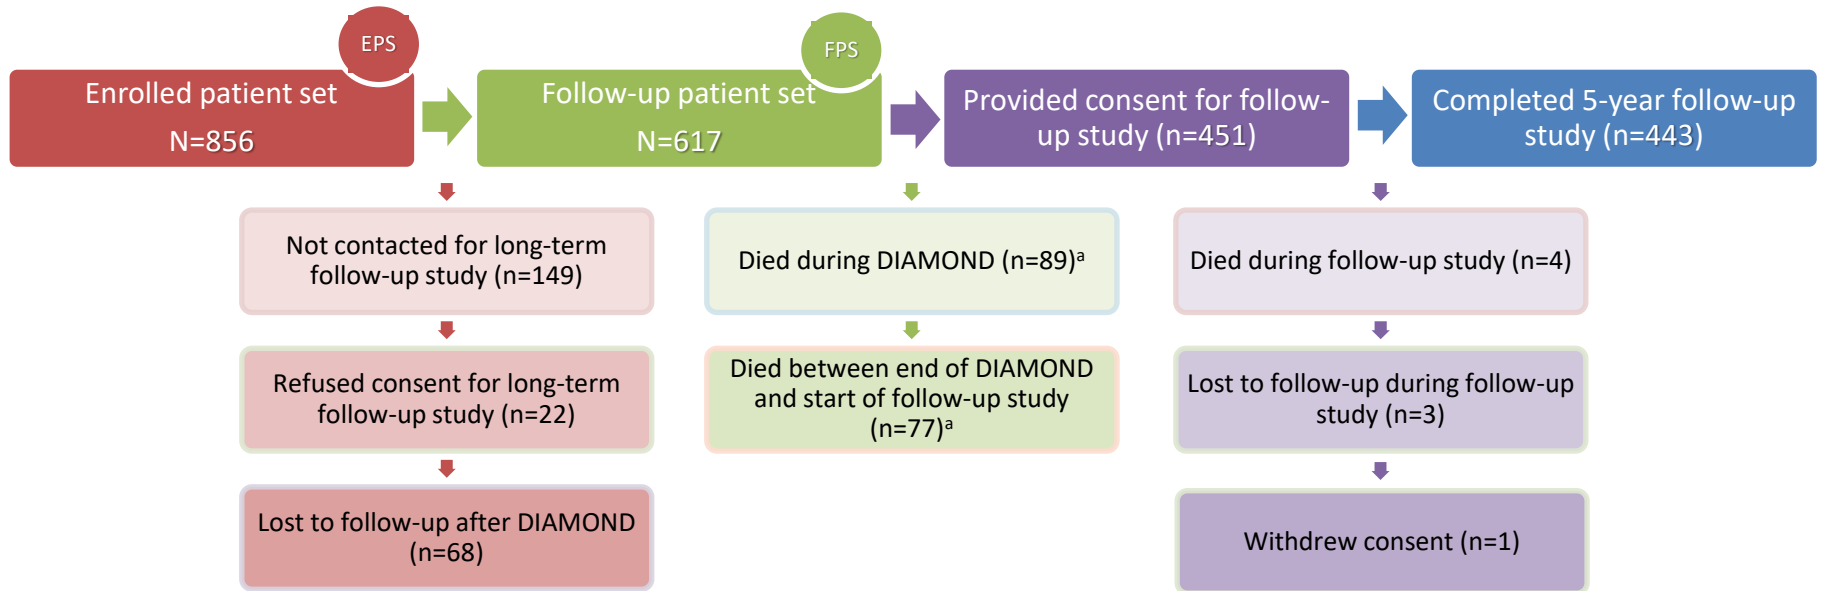 EPS
FPS
Enrolled patient set
N=856
Follow-up patient set
N=617
Provided consent for follow-
up study (n=451)
Completed 5-year follow-up
study (n=443)
Not contacted for long-term
follow-up study (n=149)
Died during DIAMOND (n=89)ᵃ
Died during follow-up study (n=4)
Refused consent for long-term
follow-up study (n=22)
Died between end of DIAMOND
and start of follow-up study
(n=77)ᵃ
Lost to follow-up during follow-up
study (n=3)
Lost to follow-up after DIAMOND
(n=68)
Withdrew consent (n=1)